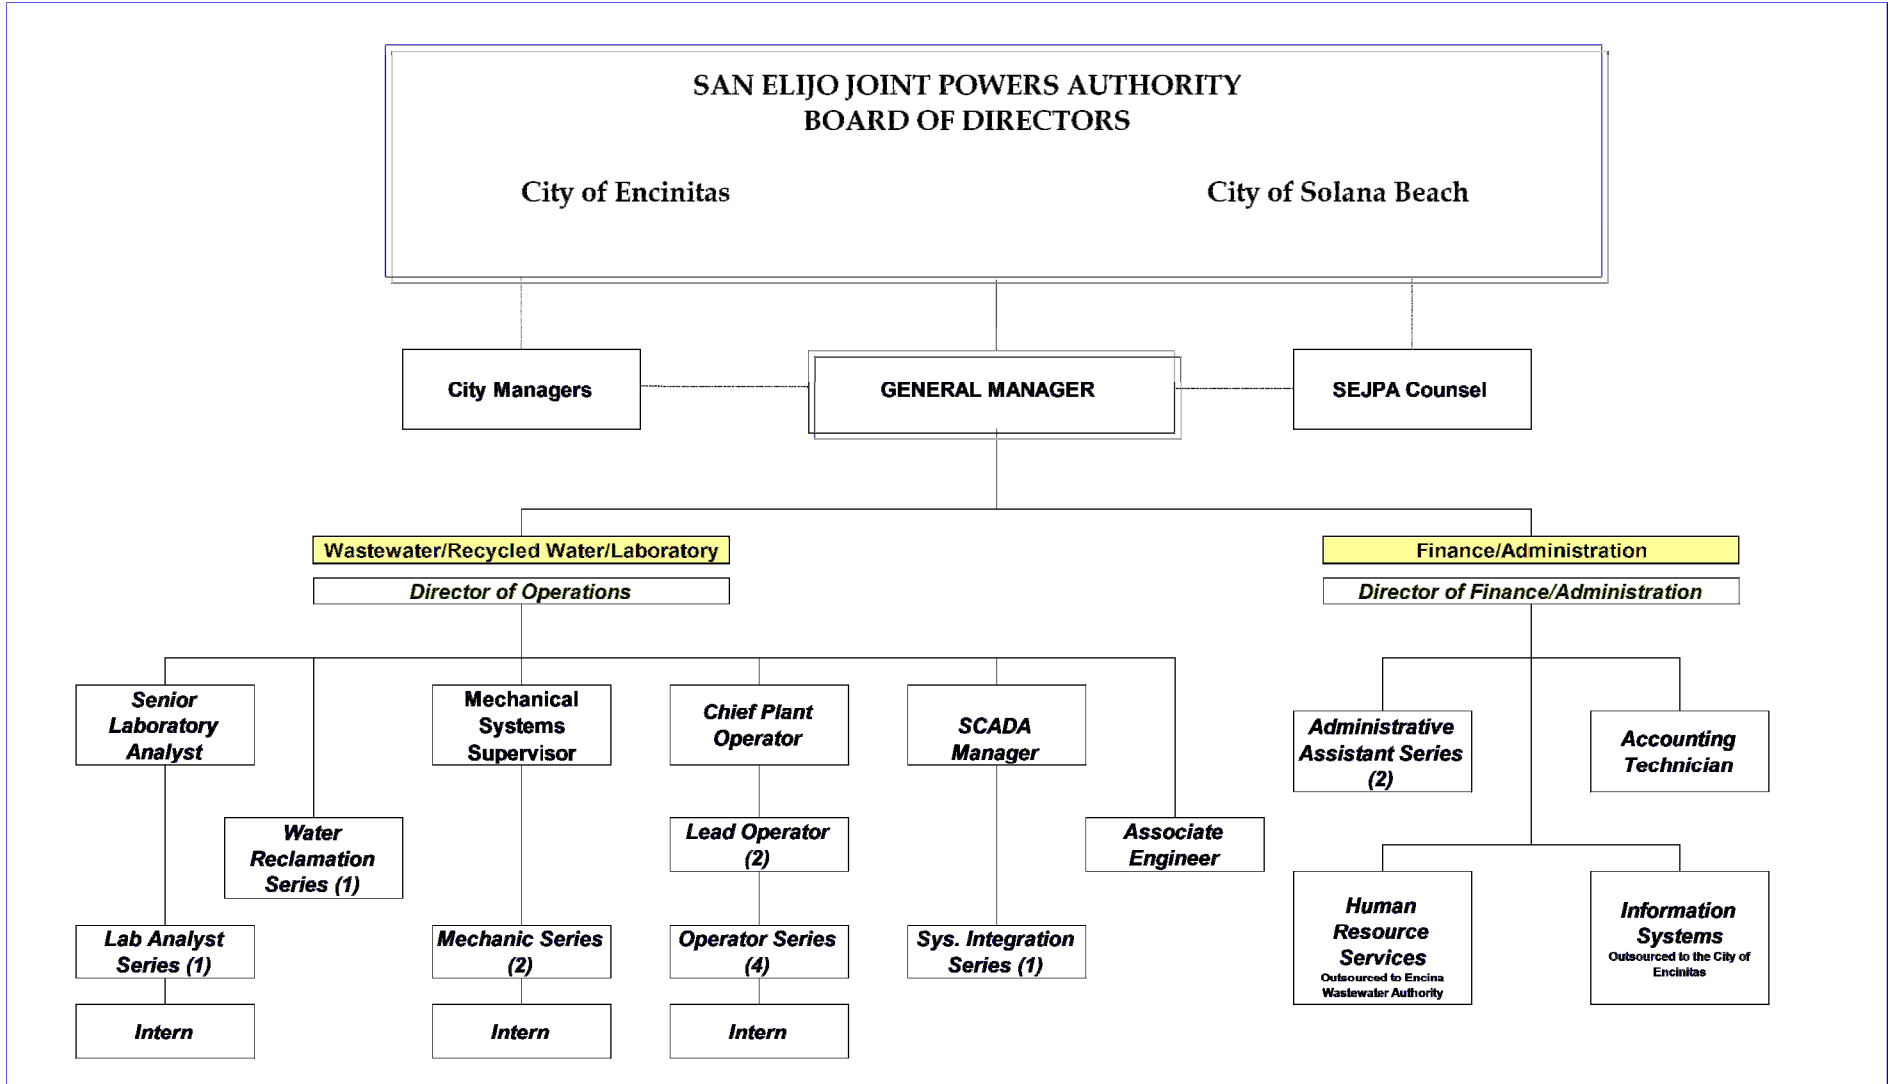 SAN ELIJO JOINT POWERS AUTHORITY
BOARD OF DIRECTORS
City of Encinitas
City of Solana Beach
City Managers
GENERAL MANAGER
SEJPA Counsel
Wastewater/Recycled Water/Laboratory
Finance/Administration
Director of Operations
Director of Finance/Administration
Senior
Laboratory
Analyst
Mechanical
Systems
Supervisor
Chief Plant
Operator
SCADA
Manager
Administrative
Assistant Series
(2)
Accounting
Technician
Water
Reclamation
Series (1)
Lead Operator
(2)
Associate
Engineer
Lab Analyst
Series (1)
Mechanic Series
(2)
Operator Series
(4)
Sys. Integration
Series (1)
Human
Resource
Services
Outsourced to Encina
Wastewater Authority
Information
Systems
Outsourced to the City of
Encinitas
Intern
Intern
Intern